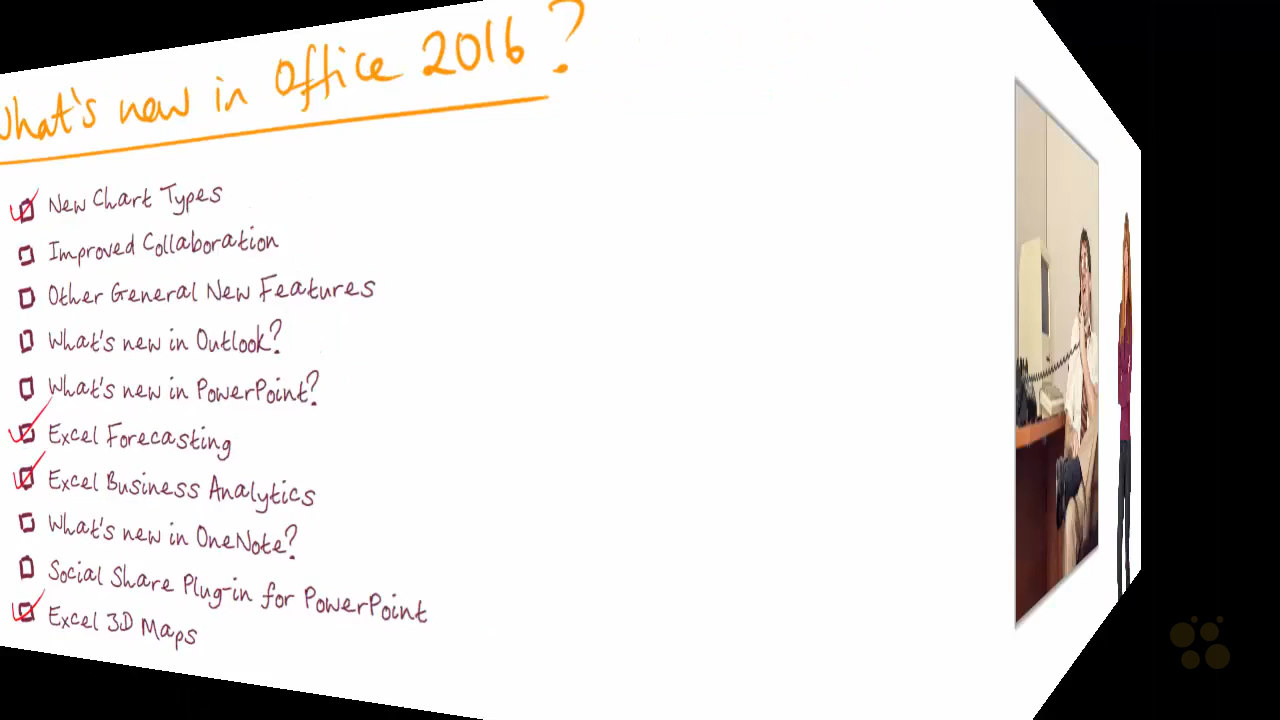 What's new in Office 2016?
New Chart Types
Improved Collaboration
Other General New Features
What's new in Outlook?
What's new in PowerPoint?
Excel Forecasting
Excel Business Analytics
What's new in OneNote?
Social Share Plug-in for PowerPoint
Excel 3D Maps